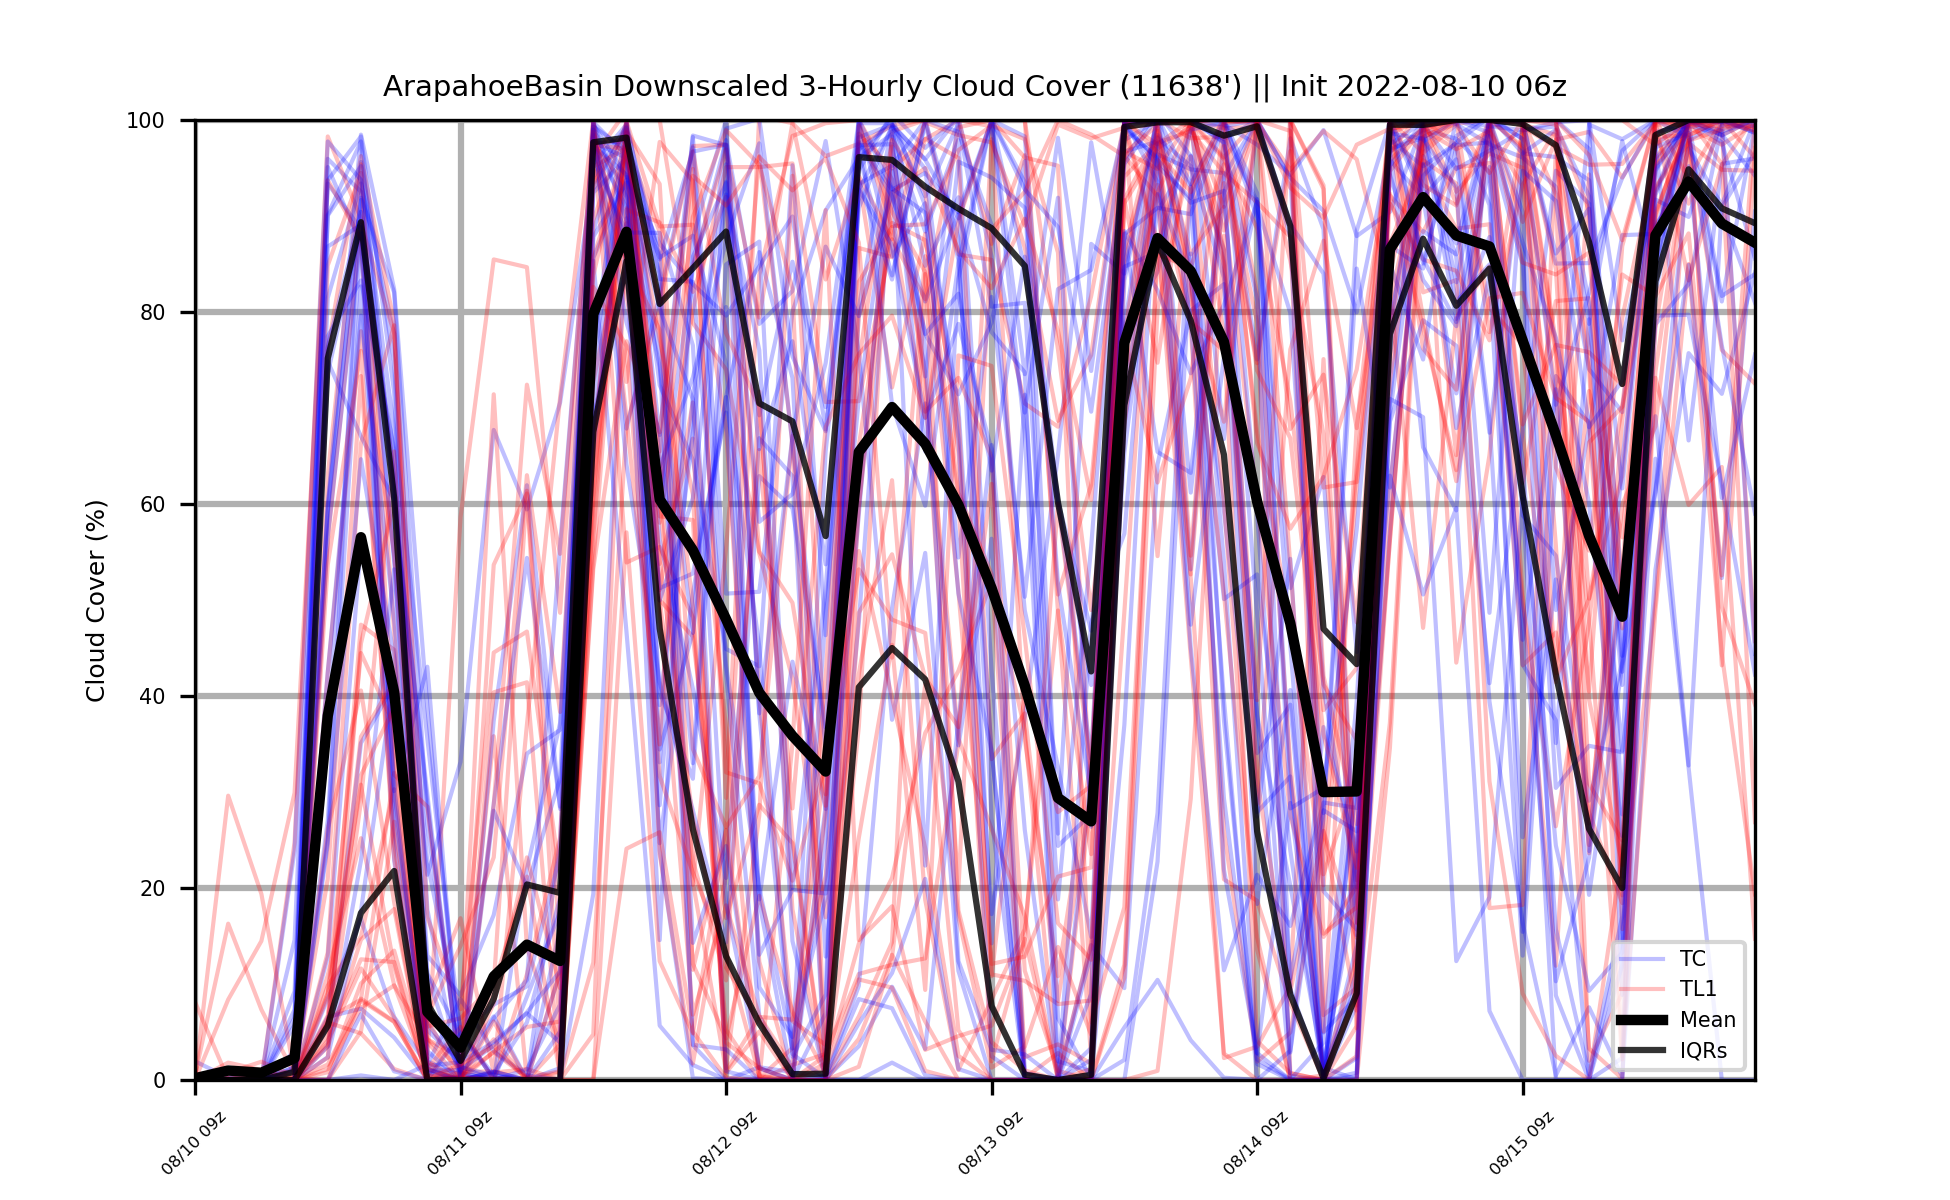 ArapahoeBasin Downscaled 3-Hourly Cloud Cover (11638') || Init 2022-08-10 06z
100
80
60
40
20
0
Cloud Cover (%)
08/10 09z
08/11 09z
08/12 09z
08/13 09z
08/14 09z
08/15 09z
TC
TL1
Mean
IQRs